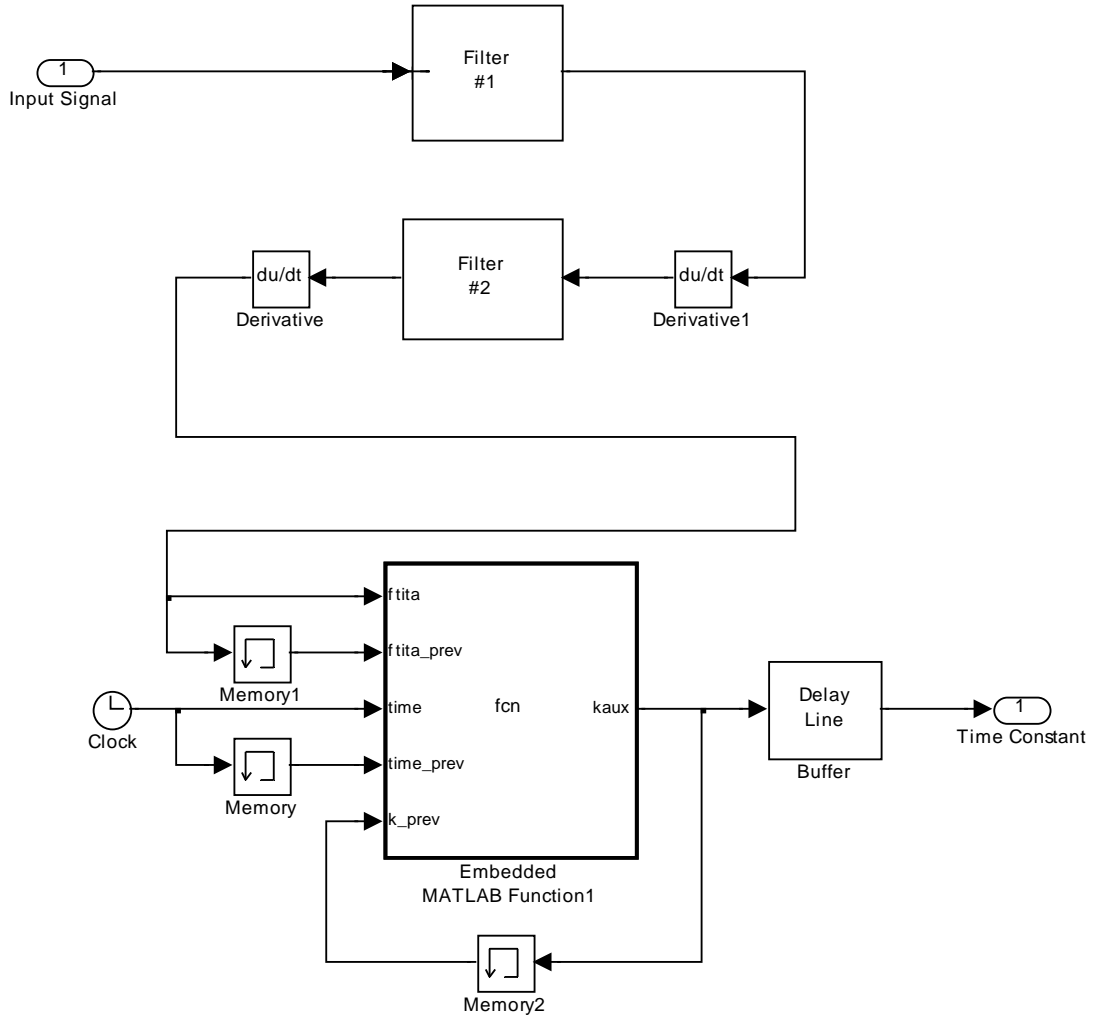 1
Input Signal
Filter
#1
du/dt
Derivative
Filter
#2
du/dt
Derivative1
ftita
ftita_prev
time
time_prev
k_prev
fcn
kaux
Memory1
Clock
Memory
Embedded
MATLAB Function1
Memory2
Delay
Line
Buffer
1
Time Constant